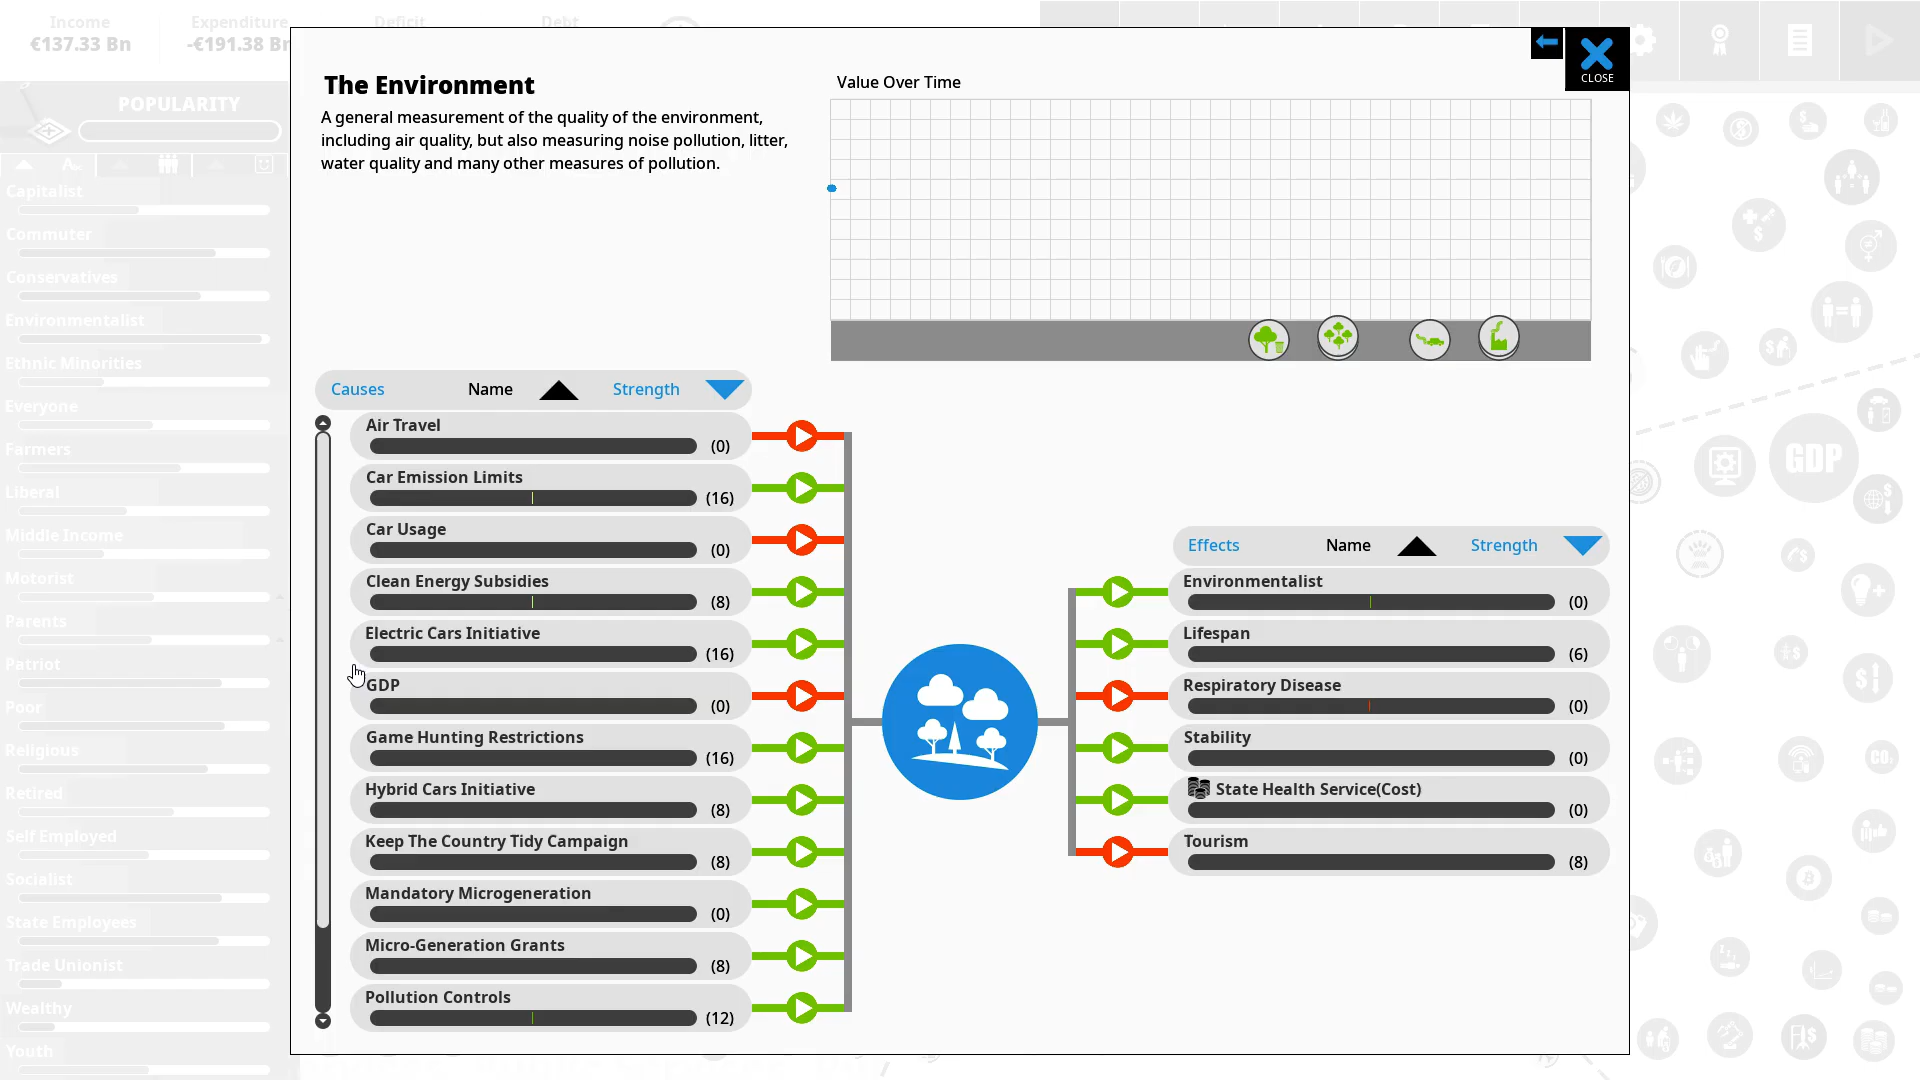 Income
Expenditure
Deficit
Debt
€137.33 Bn
-€191.38 Bn
POPULARITY
Capitalist
Commuter
Conservatives
Environmentalist
Ethnic Minorities
Everyone
Farmers
Liberal
Middle Income
Motorist
Parents
Patriot
Poor
Religious
Retired
Self Employed
Socialist
State Employees
Trade Unionist
Wealthy
Youth
The Environment
A general measurement of the quality of the environment,
including air quality, but also measuring noise pollution, litter,
water quality and many other measures of pollution.
Value Over Time
CLOSE
Causes Name Strength
Air Travel
(0)
Car Emission Limits
(16)
Car Usage
(0)
Clean Energy Subsidies
(8)
Electric Cars Initiative
(16)
GDP
(0)
Game Hunting Restrictions
(16)
Hybrid Cars Initiative
(8)
Keep The Country Tidy Campaign
(8)
Mandatory Microgeneration
(0)
Micro-Generation Grants
(8)
Pollution Controls
(12)
Effects Name Strength
Environmentalist
(0)
Lifespan
(6)
Respiratory Disease
(0)
Stability
(0)
State Health Service(Cost)
(0)
Tourism
(8)
GDP
CO₂